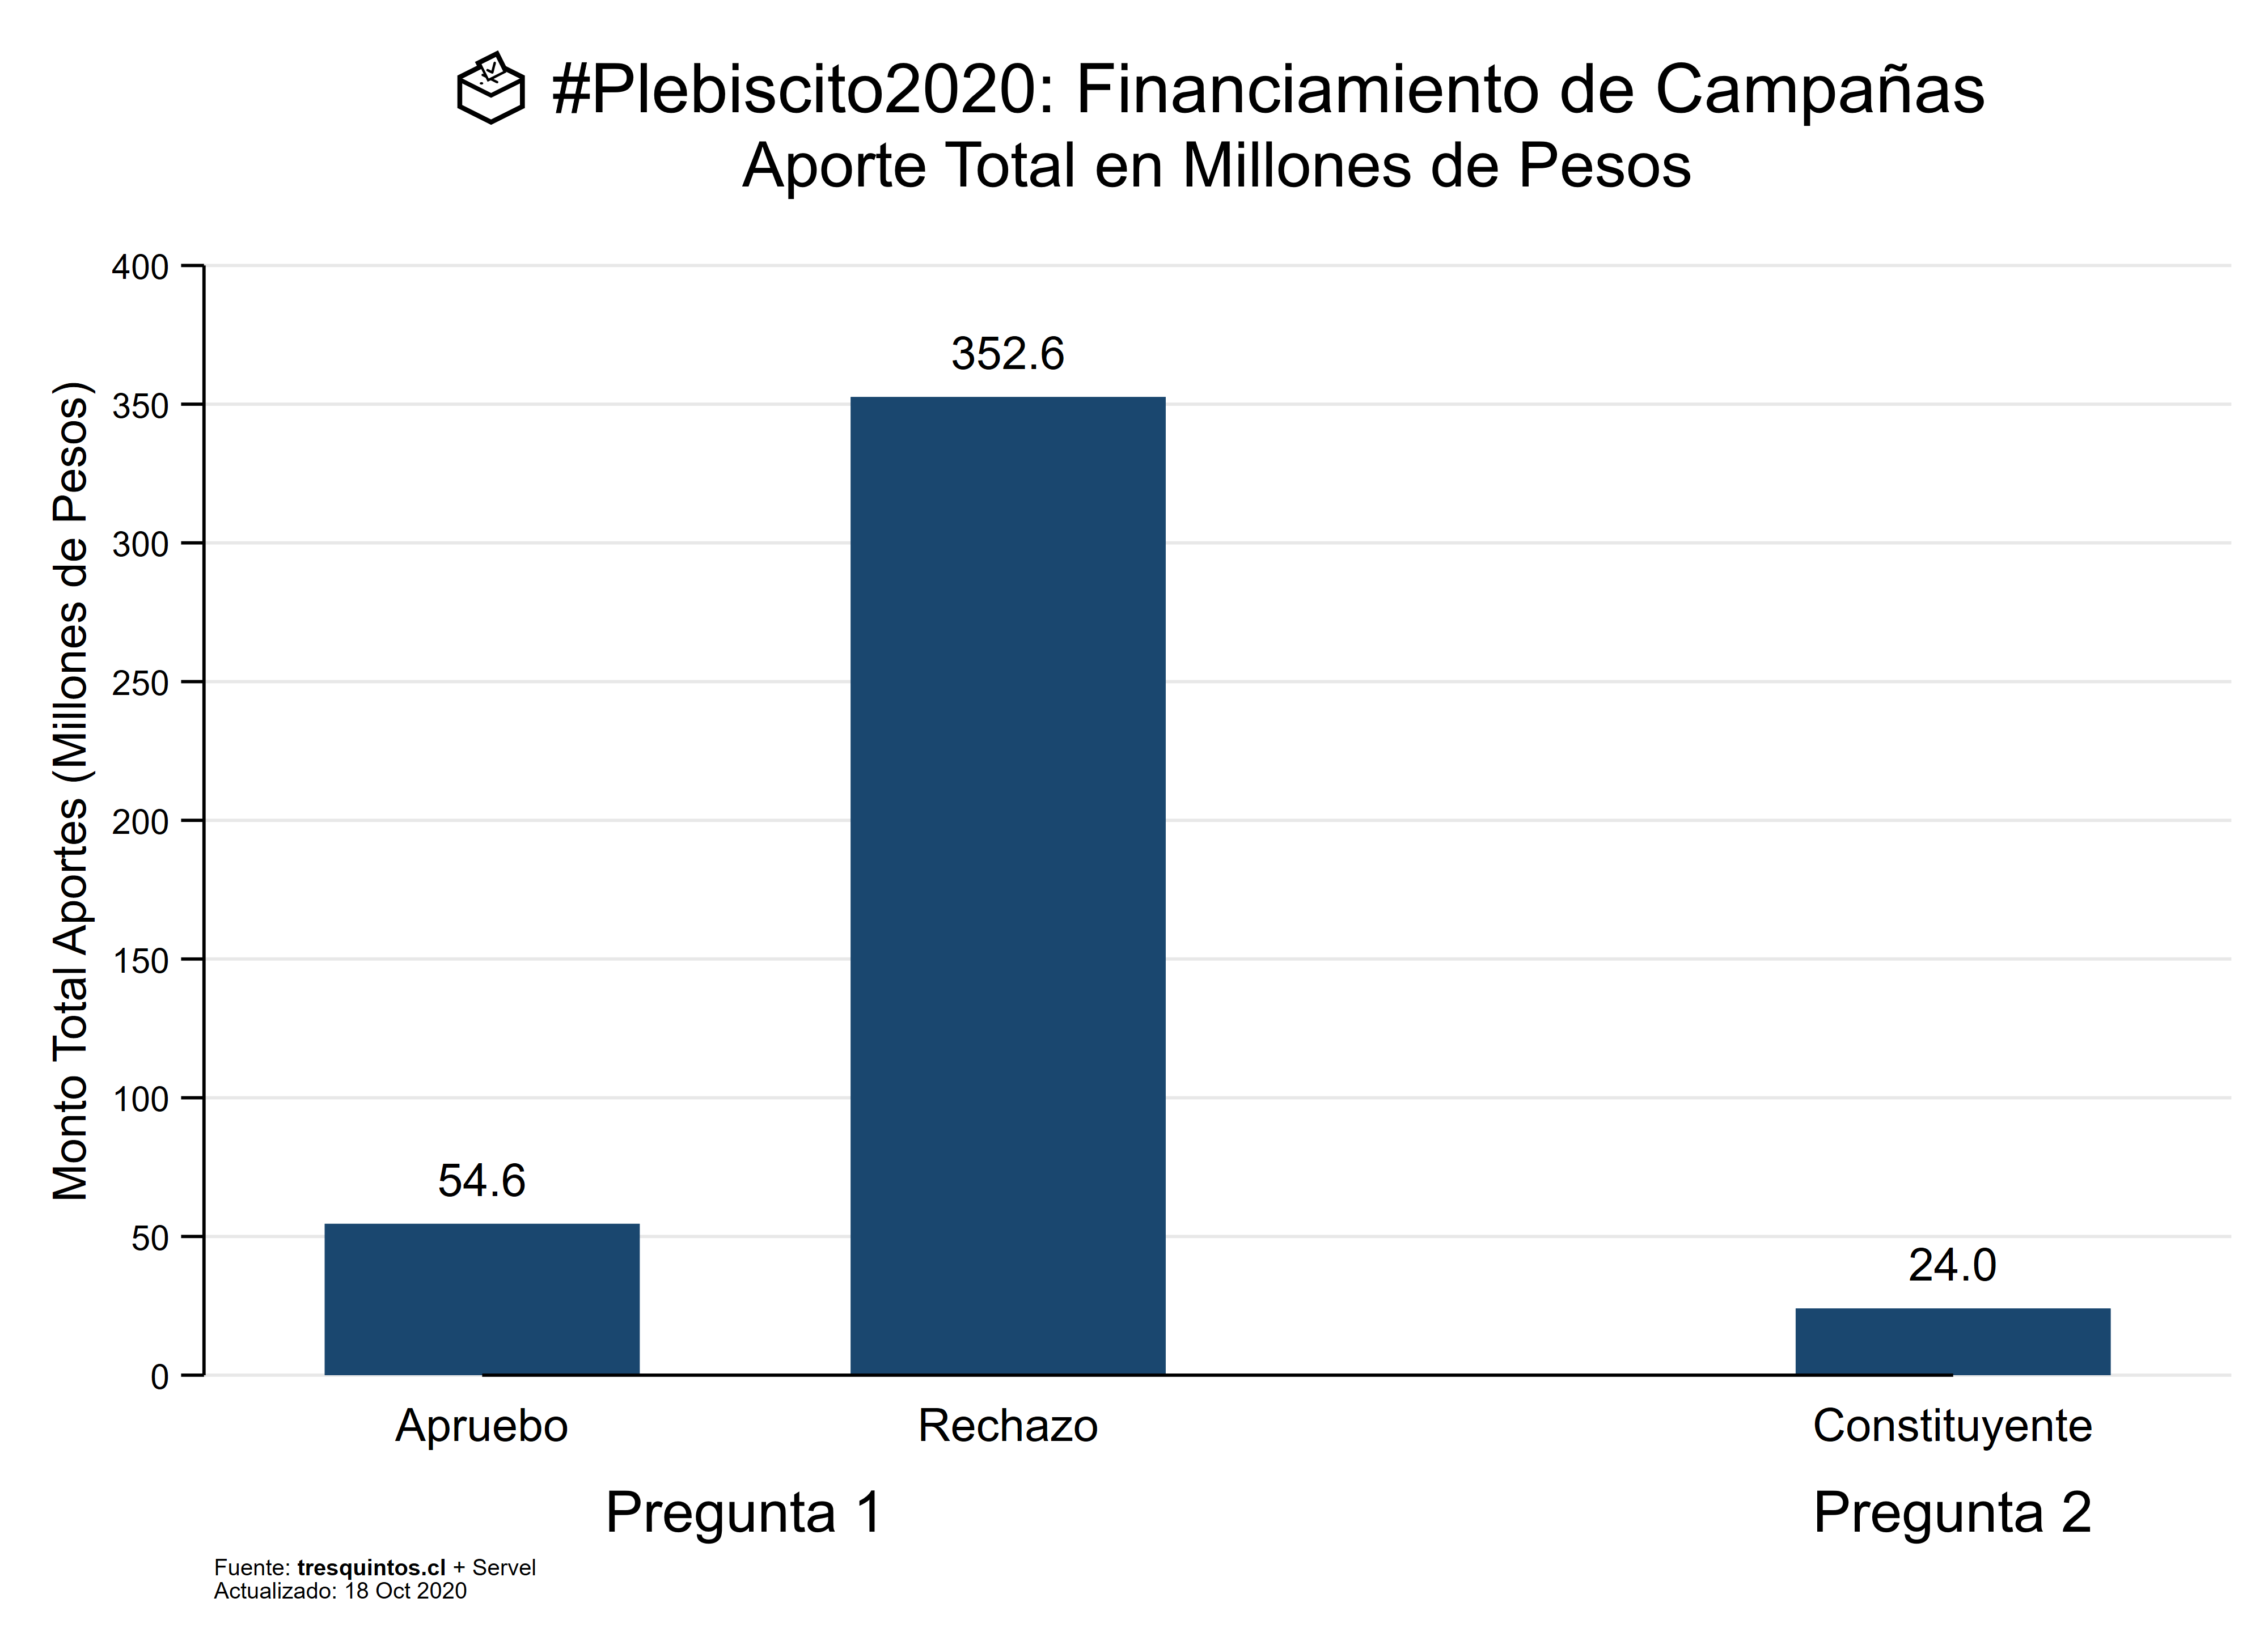 #Plebiscito2020: Financiamiento de Campañas
Aporte Total en Millones de Pesos
Monto Total Aportes (Millones de Pesos)
400
350
300
250
200
150
100
50
0
54.6
352.6
24.0
Apruebo
Rechazo
Constituyente
Pregunta 1
Pregunta 2
Fuente: tresquintos.cl + Servel
Actualizado: 18 Oct 2020